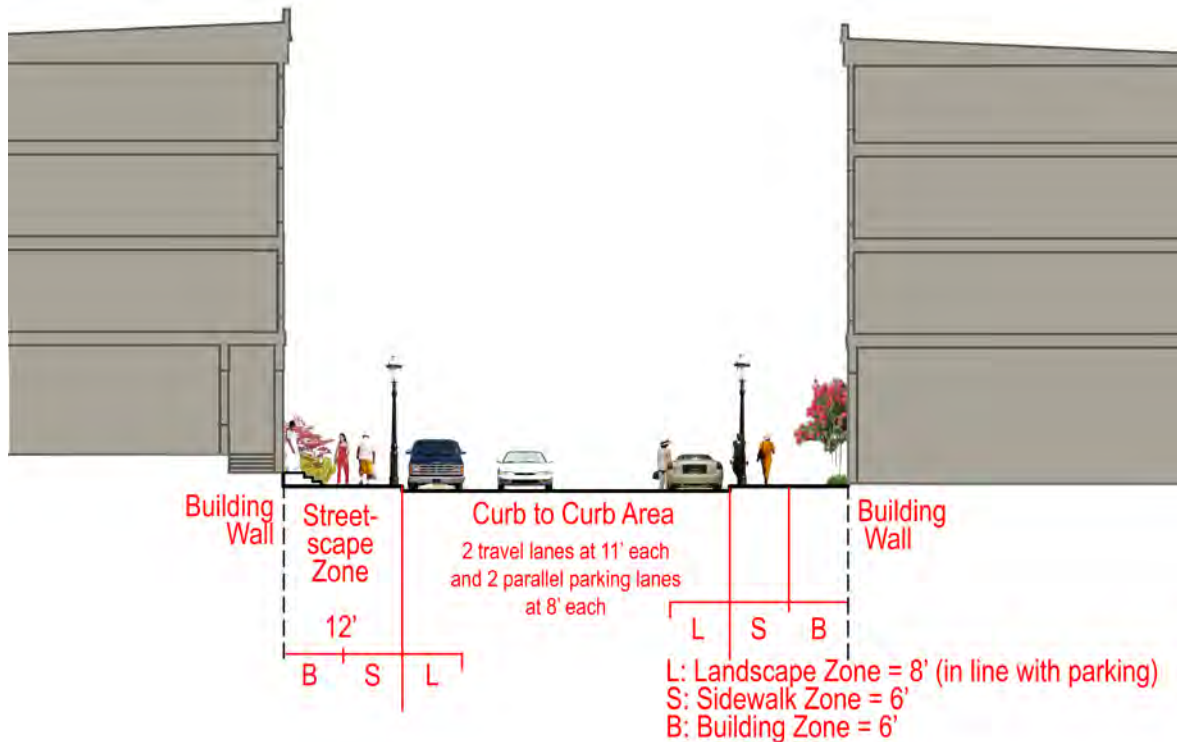 Building
Wall
Street-
scape
Zone
12'
B S L
Curb to Curb Area
2 travel lanes at 11' each
and 2 parallel parking lanes
at 8' each
Building
Wall
L S B
L: Landscape Zone = 8' (in line with parking)
S: Sidewalk Zone = 6'
B: Building Zone = 6'